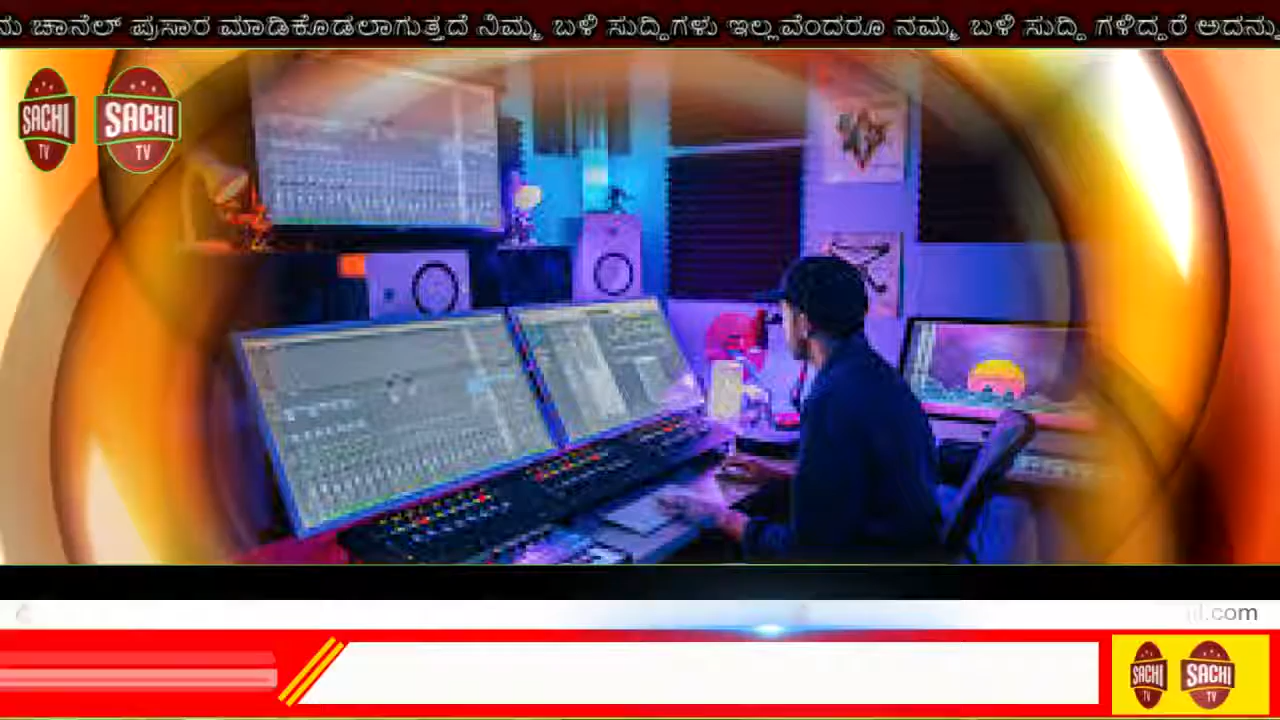 ಚಾನೆಲ್ ಪ್ರಸಾರ ಮಾಡಿಕೊಡಲಾಗುತ್ತದೆ ನಿಮ್ಮ ಬಳಿ ಸುದ್ದಿಗಳು ಇಲ್ಲವೆಂದರೂ ನಮ್ಮ ಬಳಿ ಸುದ್ದಿ ಗಳಿದ್ದರೆ ಅದನ್ನು
SACHI TV SACHI TV
.com
SACHI TV SACHI TV